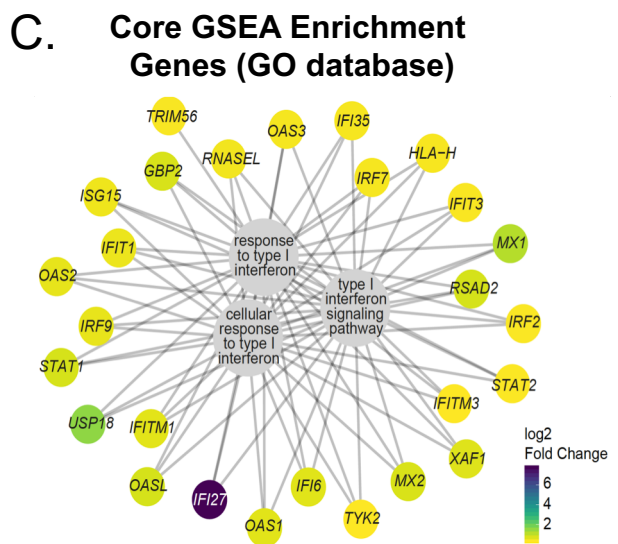 C.
Core GSEA Enrichment
Genes (GO database)
TRIM56
OAS3
IFI35
GBP2
RNASEL
HLA−H
IRF7
ISG15
IFIT3
IFIT1
MX1
OAS2
RSAD2
IRF9
IRF2
STAT1
STAT2
USP18
IFITM1
IFITM3
XAF1
OASL
IFI27
IFI6
MX2
OAS1
TYK2
response
to type I
interferon
type I
interferon
signaling
pathway
cellular
response
to type I
interferon
log2
Fold Change
6
4
2